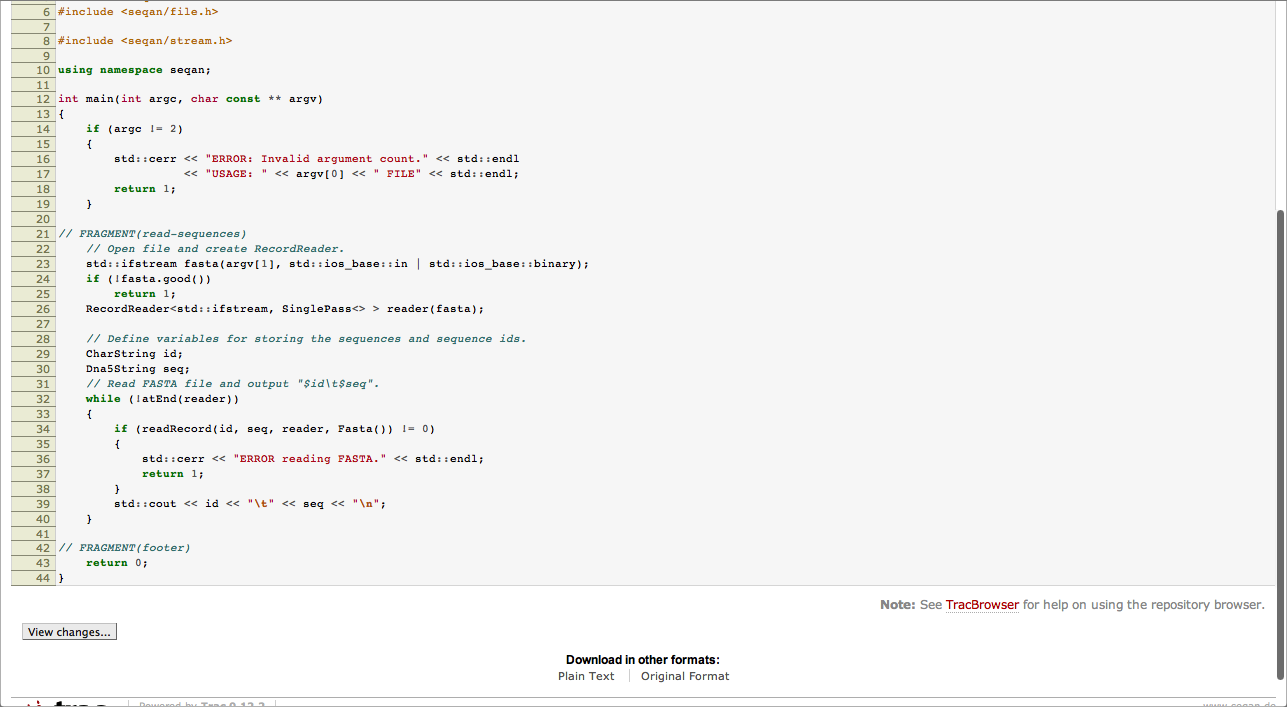 6 #include <seqan/file.h>
7
8 #include <seqan/stream.h>
9
10 using namespace seqan;
11
12 int main(int argc, char const ** argv)
13 {
14     if (argc != 2)
15     {
16         std::cerr << "ERROR: Invalid argument count." << std::endl
17                   << "USAGE: " << argv[0] << " FILE" << std::endl;
18         return 1;
19     }
20
21 // FRAGMENT(read-sequences)
22     // Open file and create RecordReader.
23     std::ifstream fasta(argv[1], std::ios_base::in | std::ios_base::binary);
24     if (!fasta.good())
25         return 1;
26     RecordReader<std::ifstream, SinglePass<> > reader(fasta);
27
28     // Define variables for storing the sequences and sequence ids.
29     CharString id;
30     Dna5String seq;
31     // Read FASTA file and output "$id\t$seq".
32     while (!atEnd(reader))
33     {
34         if (readRecord(id, seq, reader, Fasta()) != 0)
35         {
36             std::cerr << "ERROR reading FASTA." << std::endl;
37             return 1;
38         }
39         std::cout << id << "\t" << seq << "\n";
40     }
41
42 // FRAGMENT(footer)
43     return 0;
44 }
Note: See TracBrowser for help on using the repository browser.
View changes...
Download in other formats:
Plain Text
Original Format
Powered by Trac 0.12.2
www.seqan.de